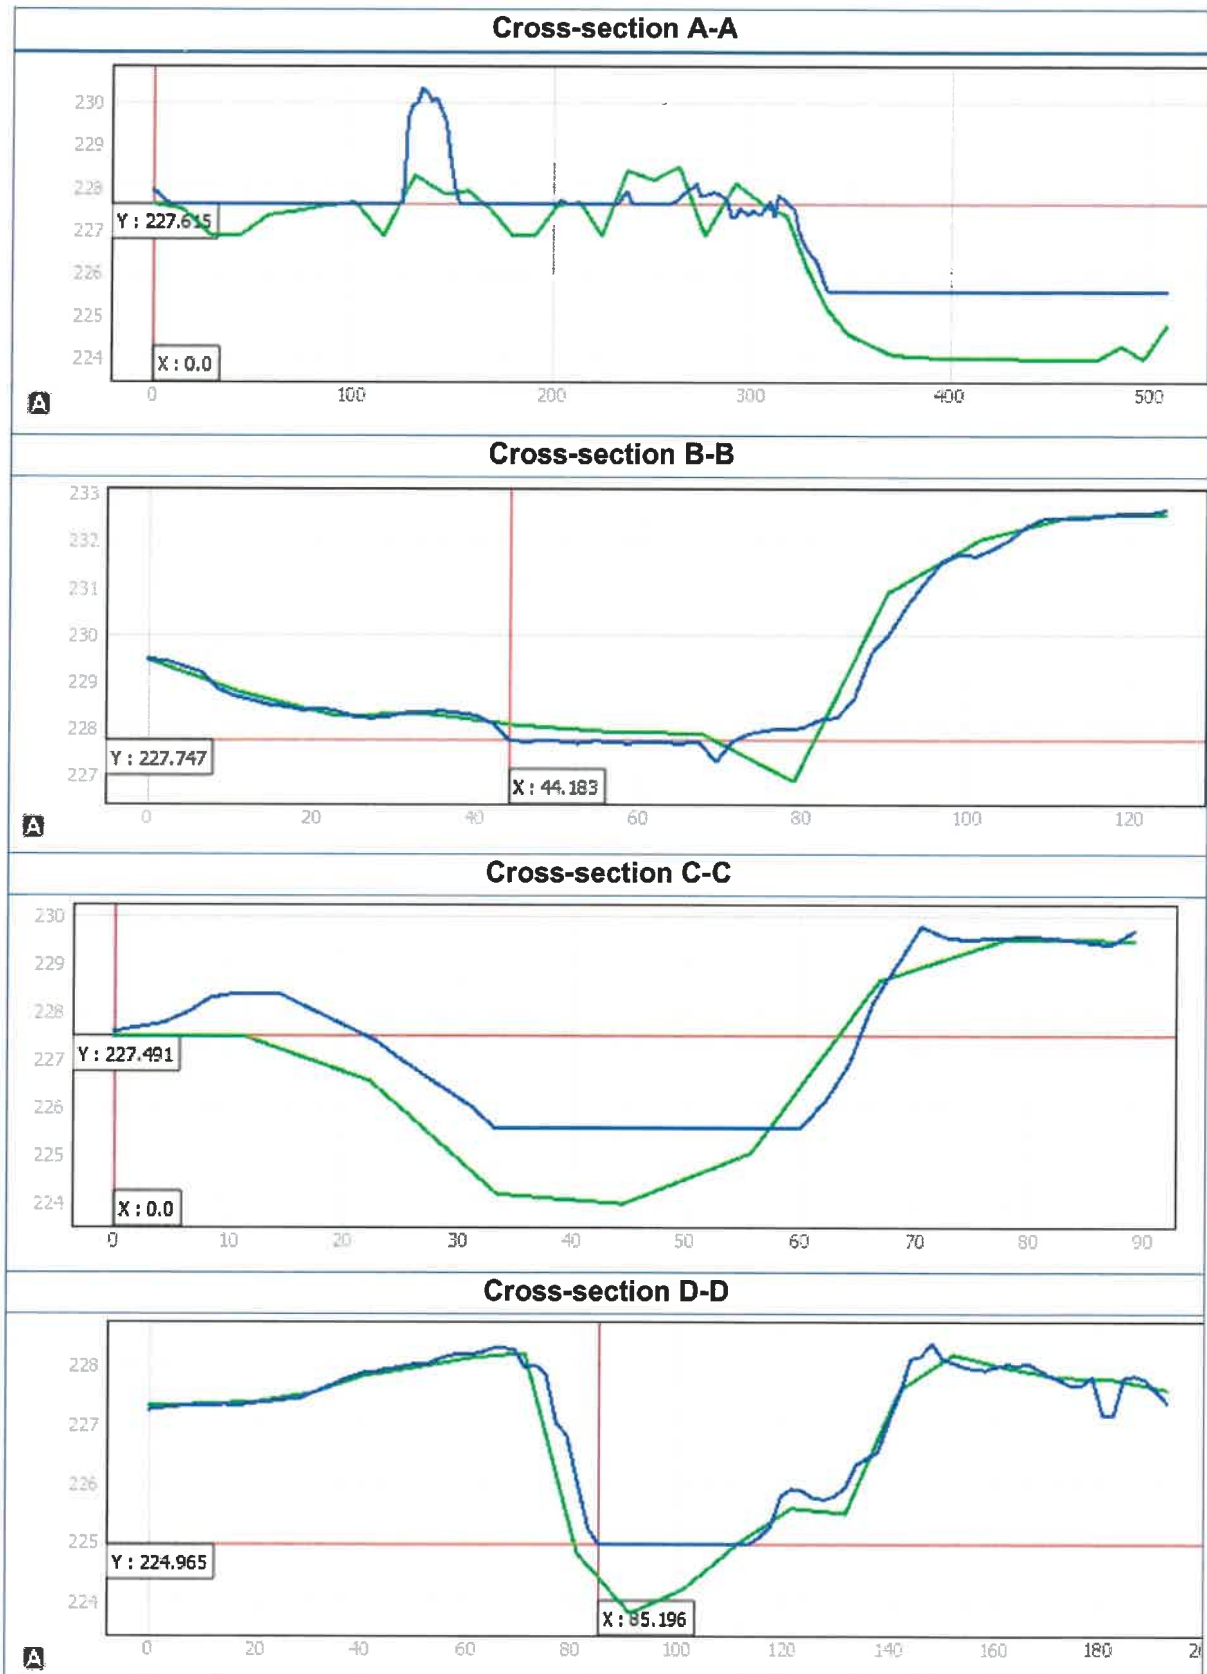 Cross-section A-A
230
229
228
Y : 227.615
227
226
225
224
X : 0.0
0 100 200 300 400 500
A
Cross-section B-B
233
232
231
230
229
228
Y : 227.747
227
X : 44.183
0 20 40 60 80 100 120
A
Cross-section C-C
230
229
228
Y : 227.491
227
226
225
224
X : 0.0
0 10 20 30 40 50 60 70 80 90
Cross-section D-D
228
227
226
225
Y : 224.965
224
X : 85.196
0 20 40 60 80 100 120 140 160 180
A